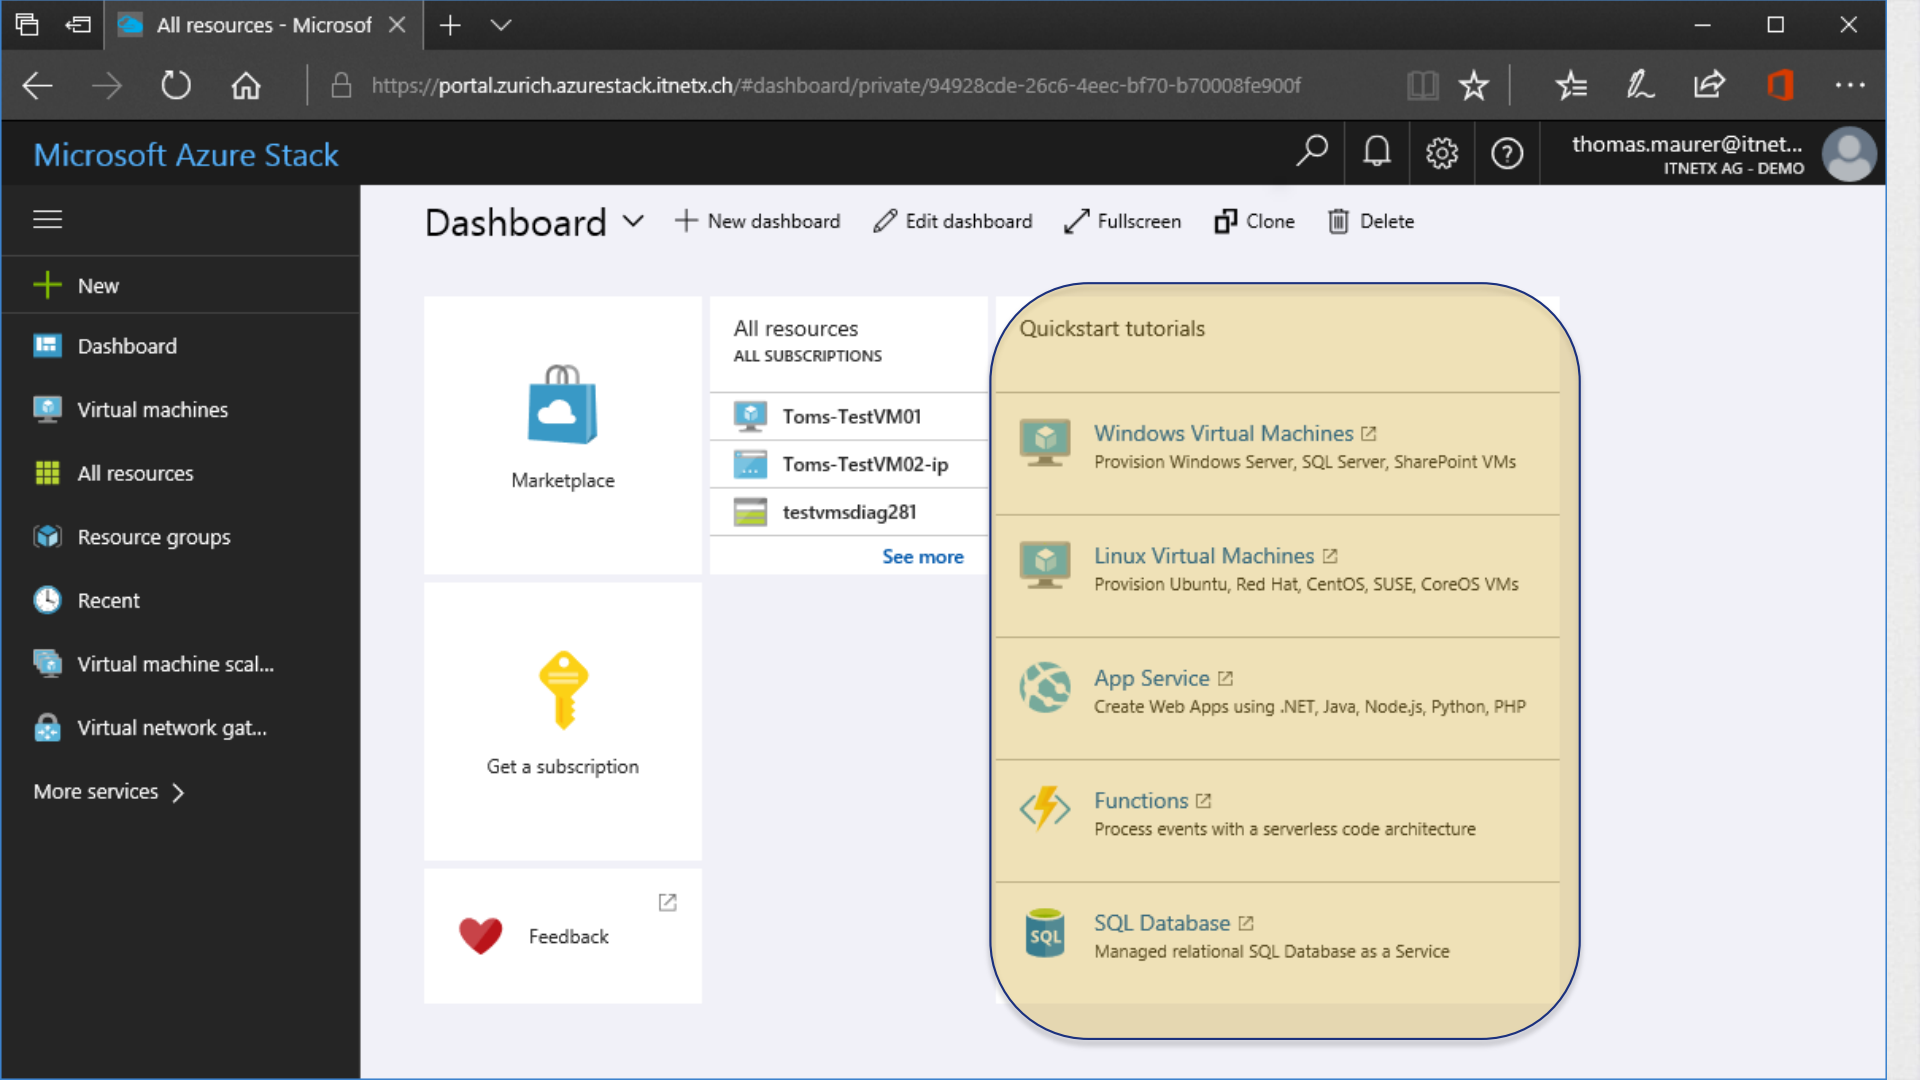 All resources - Microsof
https://portal.zurich.azurestack.itnetx.ch/#dashboard/private/94928cde-26c6-4eec-bf70-b70008fe900f
Microsoft Azure Stack
thomas.maurer@itnet...
ITNETX AG - DEMO
New
Dashboard
Virtual machines
All resources
Resource groups
Recent
Virtual machine scal...
Virtual network gat...
More services
Dashboard
New dashboard
Edit dashboard
Fullscreen
Clone
Delete
Marketplace
Get a subscription
Feedback
All resources
ALL SUBSCRIPTIONS
Toms-TestVM01
Toms-TestVM02-ip
testvmsdiag281
See more
Quickstart tutorials
Windows Virtual Machines
Provision Windows Server, SQL Server, SharePoint VMs
Linux Virtual Machines
Provision Ubuntu, Red Hat, CentOS, SUSE, CoreOS VMs
App Service
Create Web Apps using .NET, Java, Node.js, Python, PHP
Functions
Process events with a serverless code architecture
SQL
SQL Database
Managed relational SQL Database as a Service